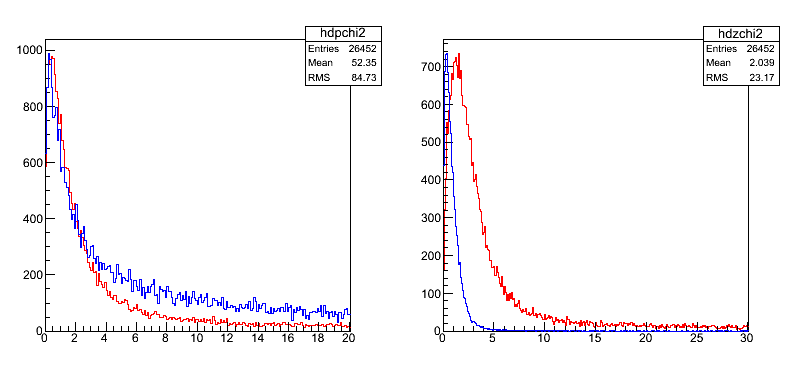 hdpchi2
Entries 26452
Mean 52.35
RMS 84.73
1000
800
600
400
200
0
0 2 4 6 8 10 12 14 16 18 20
hdzchi2
Entries 26452
Mean 2.039
RMS 23.17
700
600
500
400
300
200
100
0
0 5 10 15 20 25 30